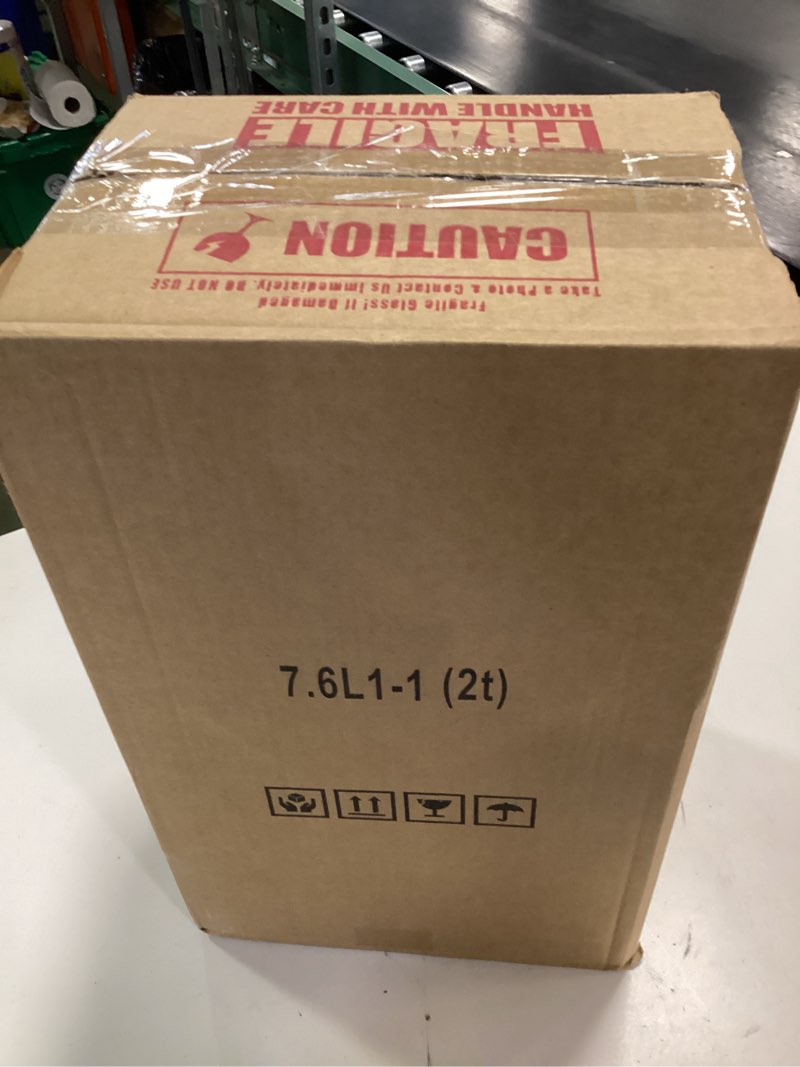 FRAGILE
HANDLE WITH CARE
CAUTION
Fragile Glass! If Damaged
Take a Photo & Contact Us Immediately. DO NOT USE
7.6L1-1 (2t)